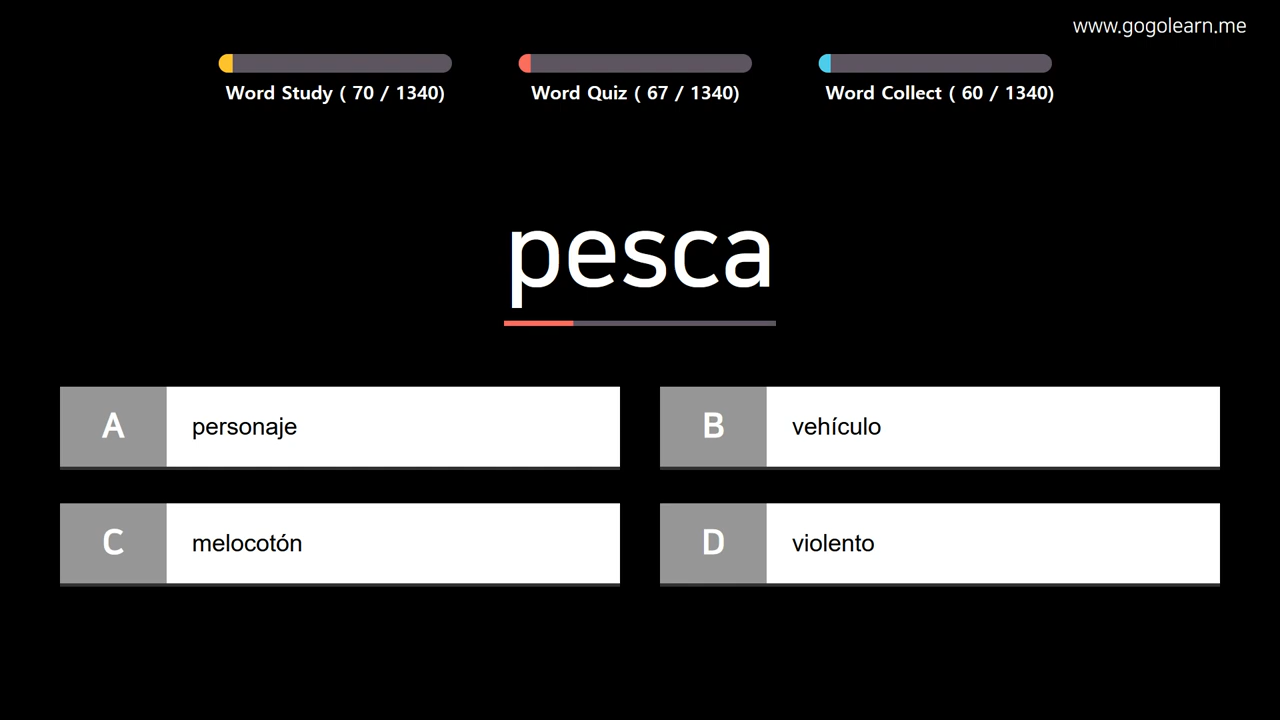 www.gogolearn.me
Word Study ( 70 / 1340)
Word Quiz ( 67 / 1340)
Word Collect ( 60 / 1340)
pesca
A personaje
B vehículo
C melocotón
D violento